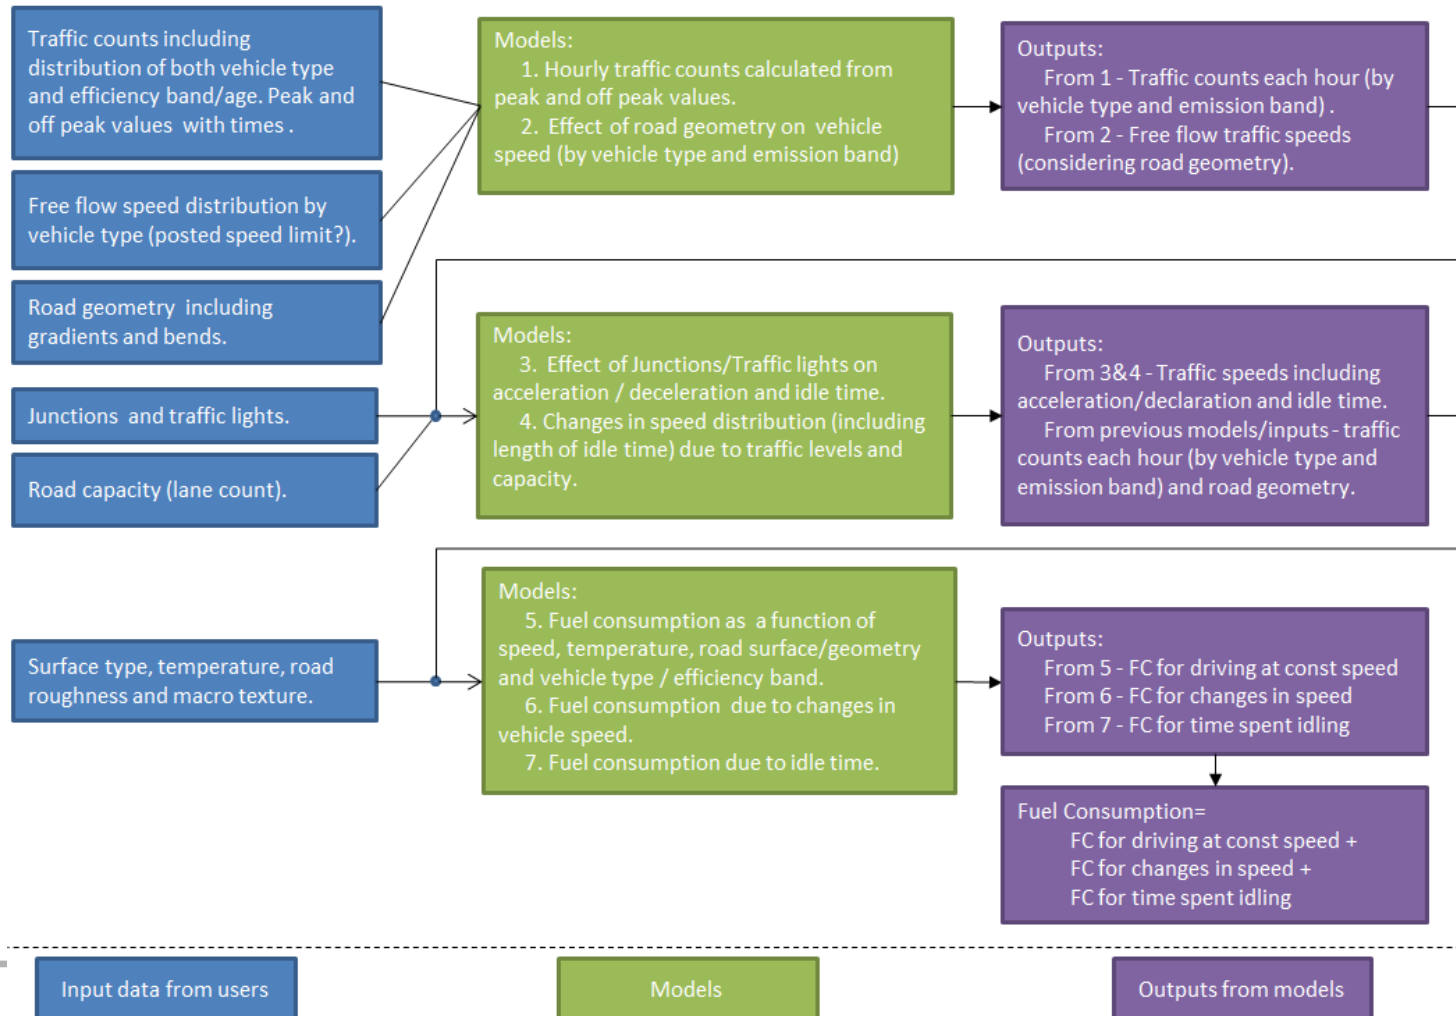 Traffic counts including
distribution of both vehicle type
and efficiency band/age. Peak and
off peak values with times .
Free flow speed distribution by
vehicle type (posted speed limit?).
Road geometry including
gradients and bends.
Junctions and traffic lights.
Road capacity (lane count).
Surface type, temperature, road
roughness and macro texture.
Models:
1. Hourly traffic counts calculated from
peak and off peak values.
2. Effect of road geometry on vehicle
speed (by vehicle type and emission band)
Models:
3. Effect of Junctions/Traffic lights on
acceleration / deceleration and idle time.
4. Changes in speed distribution (including
length of idle time) due to traffic levels and
capacity.
Models:
5. Fuel consumption as a function of
speed, temperature, road surface/geometry
and vehicle type / efficiency band.
6. Fuel consumption due to changes in
vehicle speed.
7. Fuel consumption due to idle time.
Outputs:
From 1 - Traffic counts each hour (by
vehicle type and emission band) .
From 2 - Free flow traffic speeds
(considering road geometry).
Outputs:
From 3&4 - Traffic speeds including
acceleration/declaration and idle time.
From previous models/inputs - traffic
counts each hour (by vehicle type and
emission band) and road geometry.
Outputs:
From 5 - FC for driving at const speed
From 6 - FC for changes in speed
From 7 - FC for time spent idling
Fuel Consumption=
FC for driving at const speed +
FC for changes in speed +
FC for time spent idling
Input data from users
Models
Outputs from models